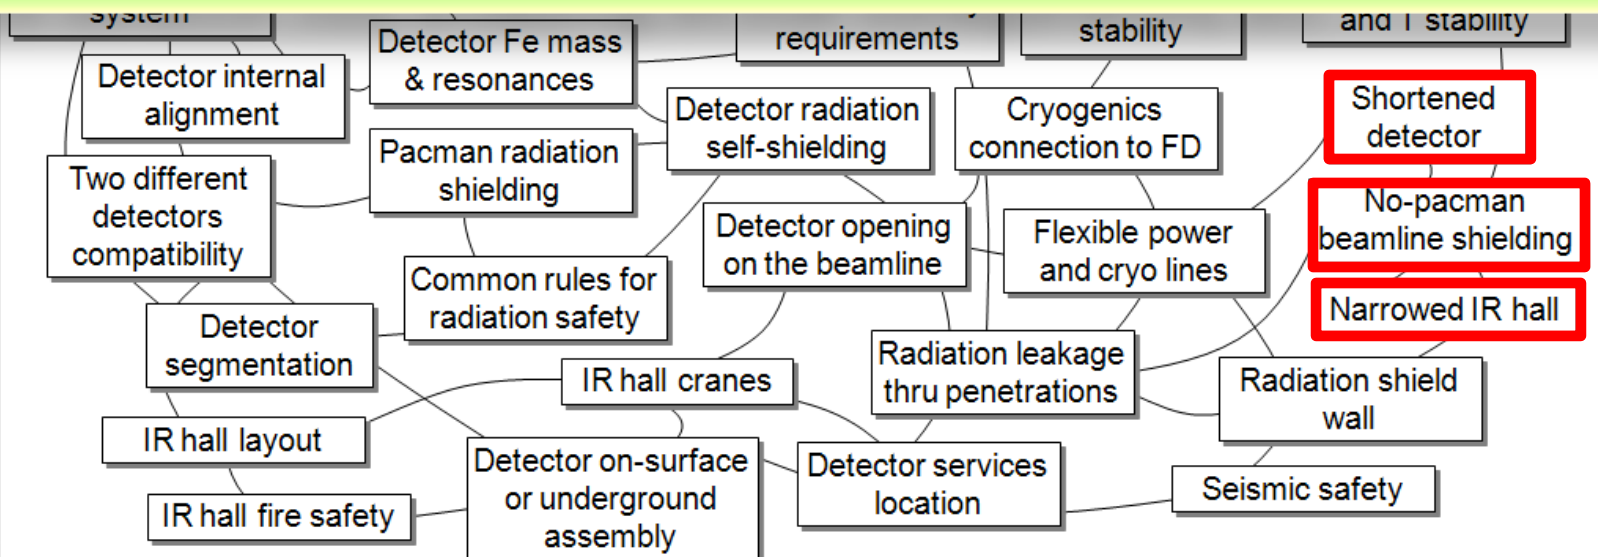 system
Detector Fe mass
& resonances
requirements
stability
and T stability
Detector internal
alignment
Detector radiation
self-shielding
Cryogenics
connection to FD
Shortened
detector
Pacman radiation
shielding
Two different
detectors
compatibility
Detector opening
on the beamline
Flexible power
and cryo lines
No-pacman
beamline shielding
Common rules for
radiation safety
Narrowed IR hall
Detector
segmentation
IR hall cranes
Radiation leakage
thru penetrations
Radiation shield
wall
IR hall layout
Detector on-surface
or underground
assembly
Detector services
location
Seismic safety
IR hall fire safety